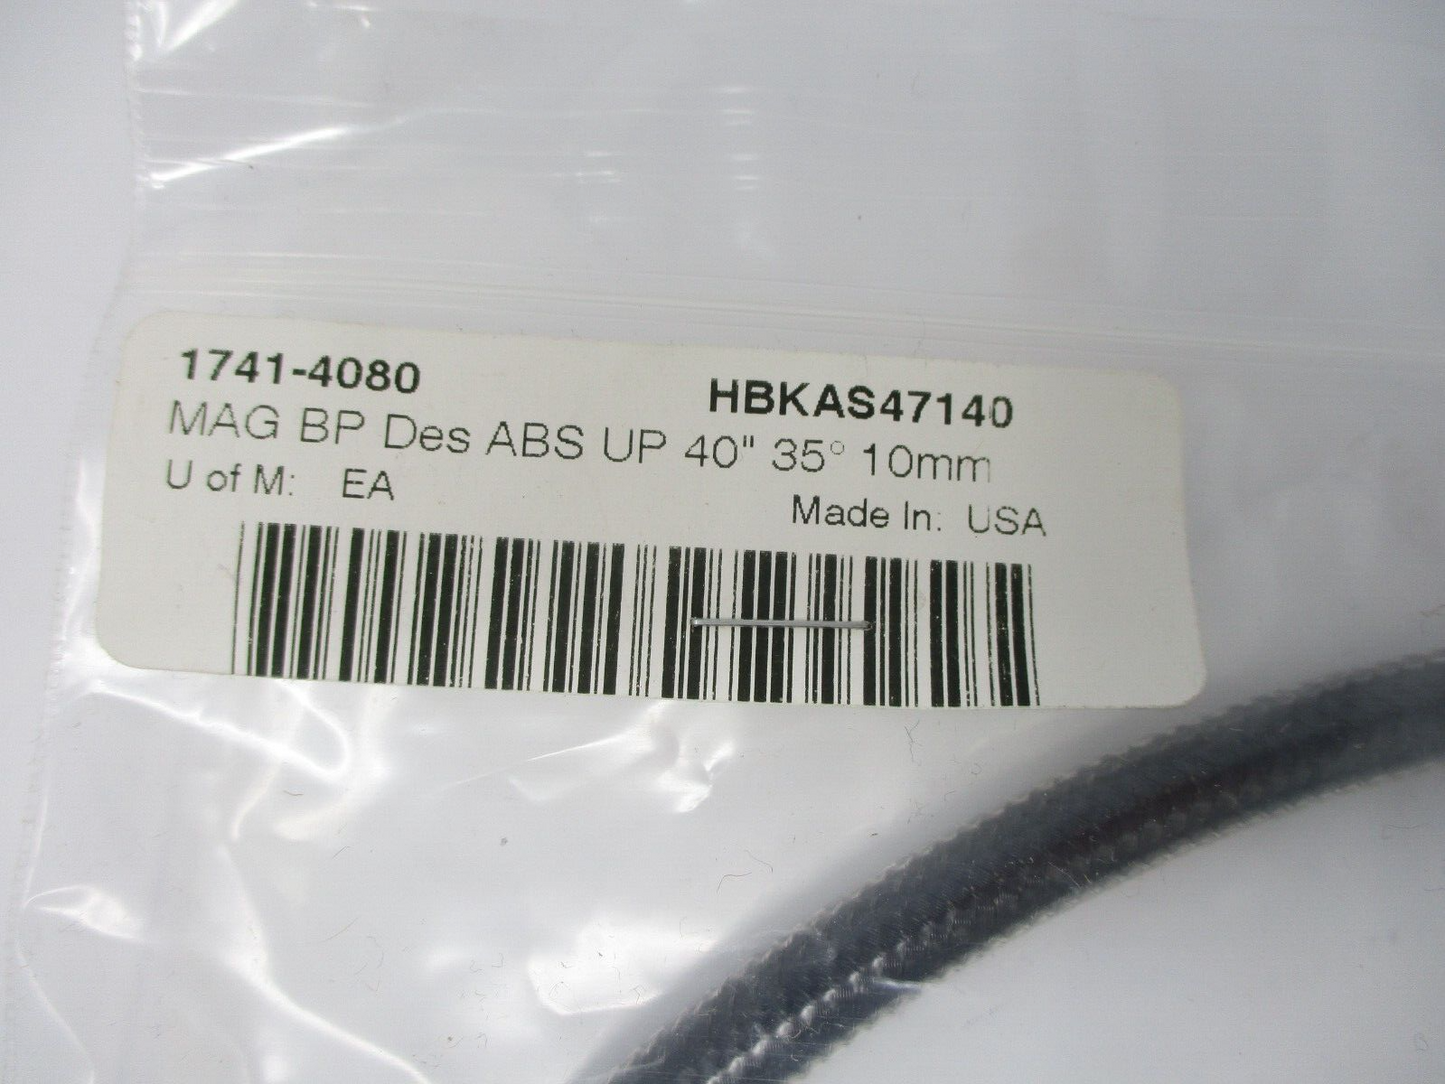 1741-4080 HBKAS47140
MAG BP Des ABS UP 40" 35° 10mm
U of M: EA
Made In: USA